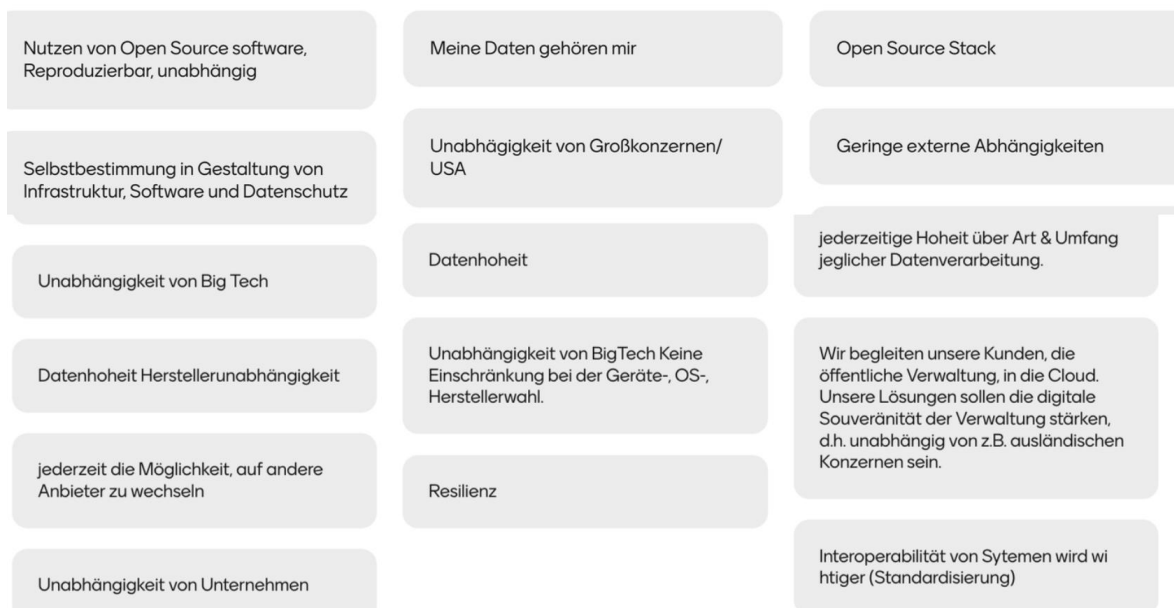 Nutzen von Open Source software,
Reproduzierbar, unabhängig
Selbstbestimmung in Gestaltung von
Infrastruktur, Software und Datenschutz
Unabhängigkeit von Big Tech
Datenhoheit Herstellerunabhängigkeit
jederzeit die Möglichkeit, auf andere
Anbieter zu wechseln
Unabhängigkeit von Unternehmen
Meine Daten gehören mir
Unabhägigkeit von Großkonzernen/
USA
Datenhoheit
Unabhängigkeit von BigTech Keine
Einschränkung bei der Geräte-, OS-,
Herstellerwahl.
Resilienz
Open Source Stack
Geringe externe Abhängigkeiten
jederzeitige Hoheit über Art & Umfang
jeglicher Datenverarbeitung.
Wir begleiten unsere Kunden, die
öffentliche Verwaltung, in die Cloud.
Unsere Lösungen sollen die digitale
Souveränität der Verwaltung stärken,
d.h. unabhängig von z.B. ausländischen
Konzernen sein.
Interoperabilität von Sytemen wird wi
htiger (Standardisierung)